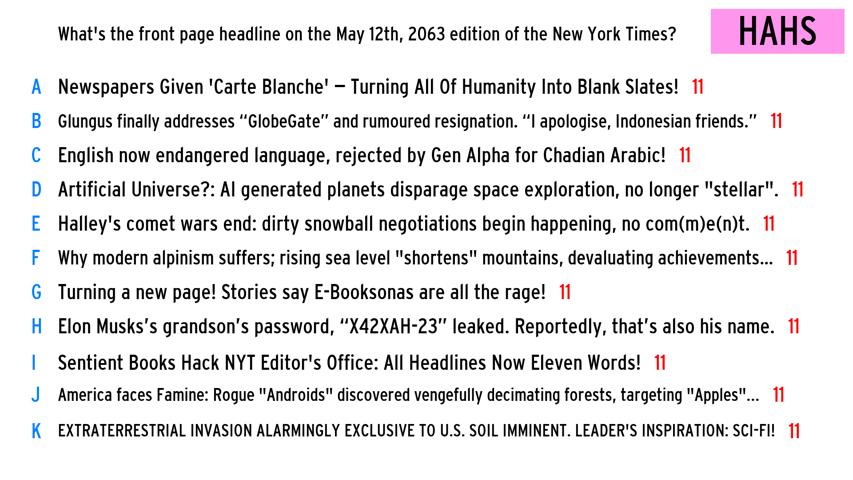 What's the front page headline on the May 12th, 2063 edition of the New York Times?
HAHS
A Newspapers Given 'Carte Blanche' – Turning All Of Humanity Into Blank Slates! 11
B Glungus finally addresses “GlobeGate” and rumoured resignation. “I apologise, Indonesian friends.” 11
C English now endangered language, rejected by Gen Alpha for Chadian Arabic! 11
D Artificial Universe?: AI generated planets disparage space exploration, no longer "stellar". 11
E Halley's comet wars end: dirty snowball negotiations begin happening, no com(m)e(n)t. 11
F Why modern alpinism suffers; rising sea level "shortens" mountains, devaluating achievements... 11
G Turning a new page! Stories say E-Booksonas are all the rage! 11
H Elon Musks’s grandson’s password, “X42XAH-23” leaked. Reportedly, that’s also his name. 11
I Sentient Books Hack NYT Editor's Office: All Headlines Now Eleven Words! 11
J America faces Famine: Rogue "Androids" discovered vengefully decimating forests, targeting "Apples"... 11
K EXTRATERRESTRIAL INVASION ALARMINGLY EXCLUSIVE TO U.S. SOIL IMMINENT. LEADER'S INSPIRATION: SCI-FI! 11